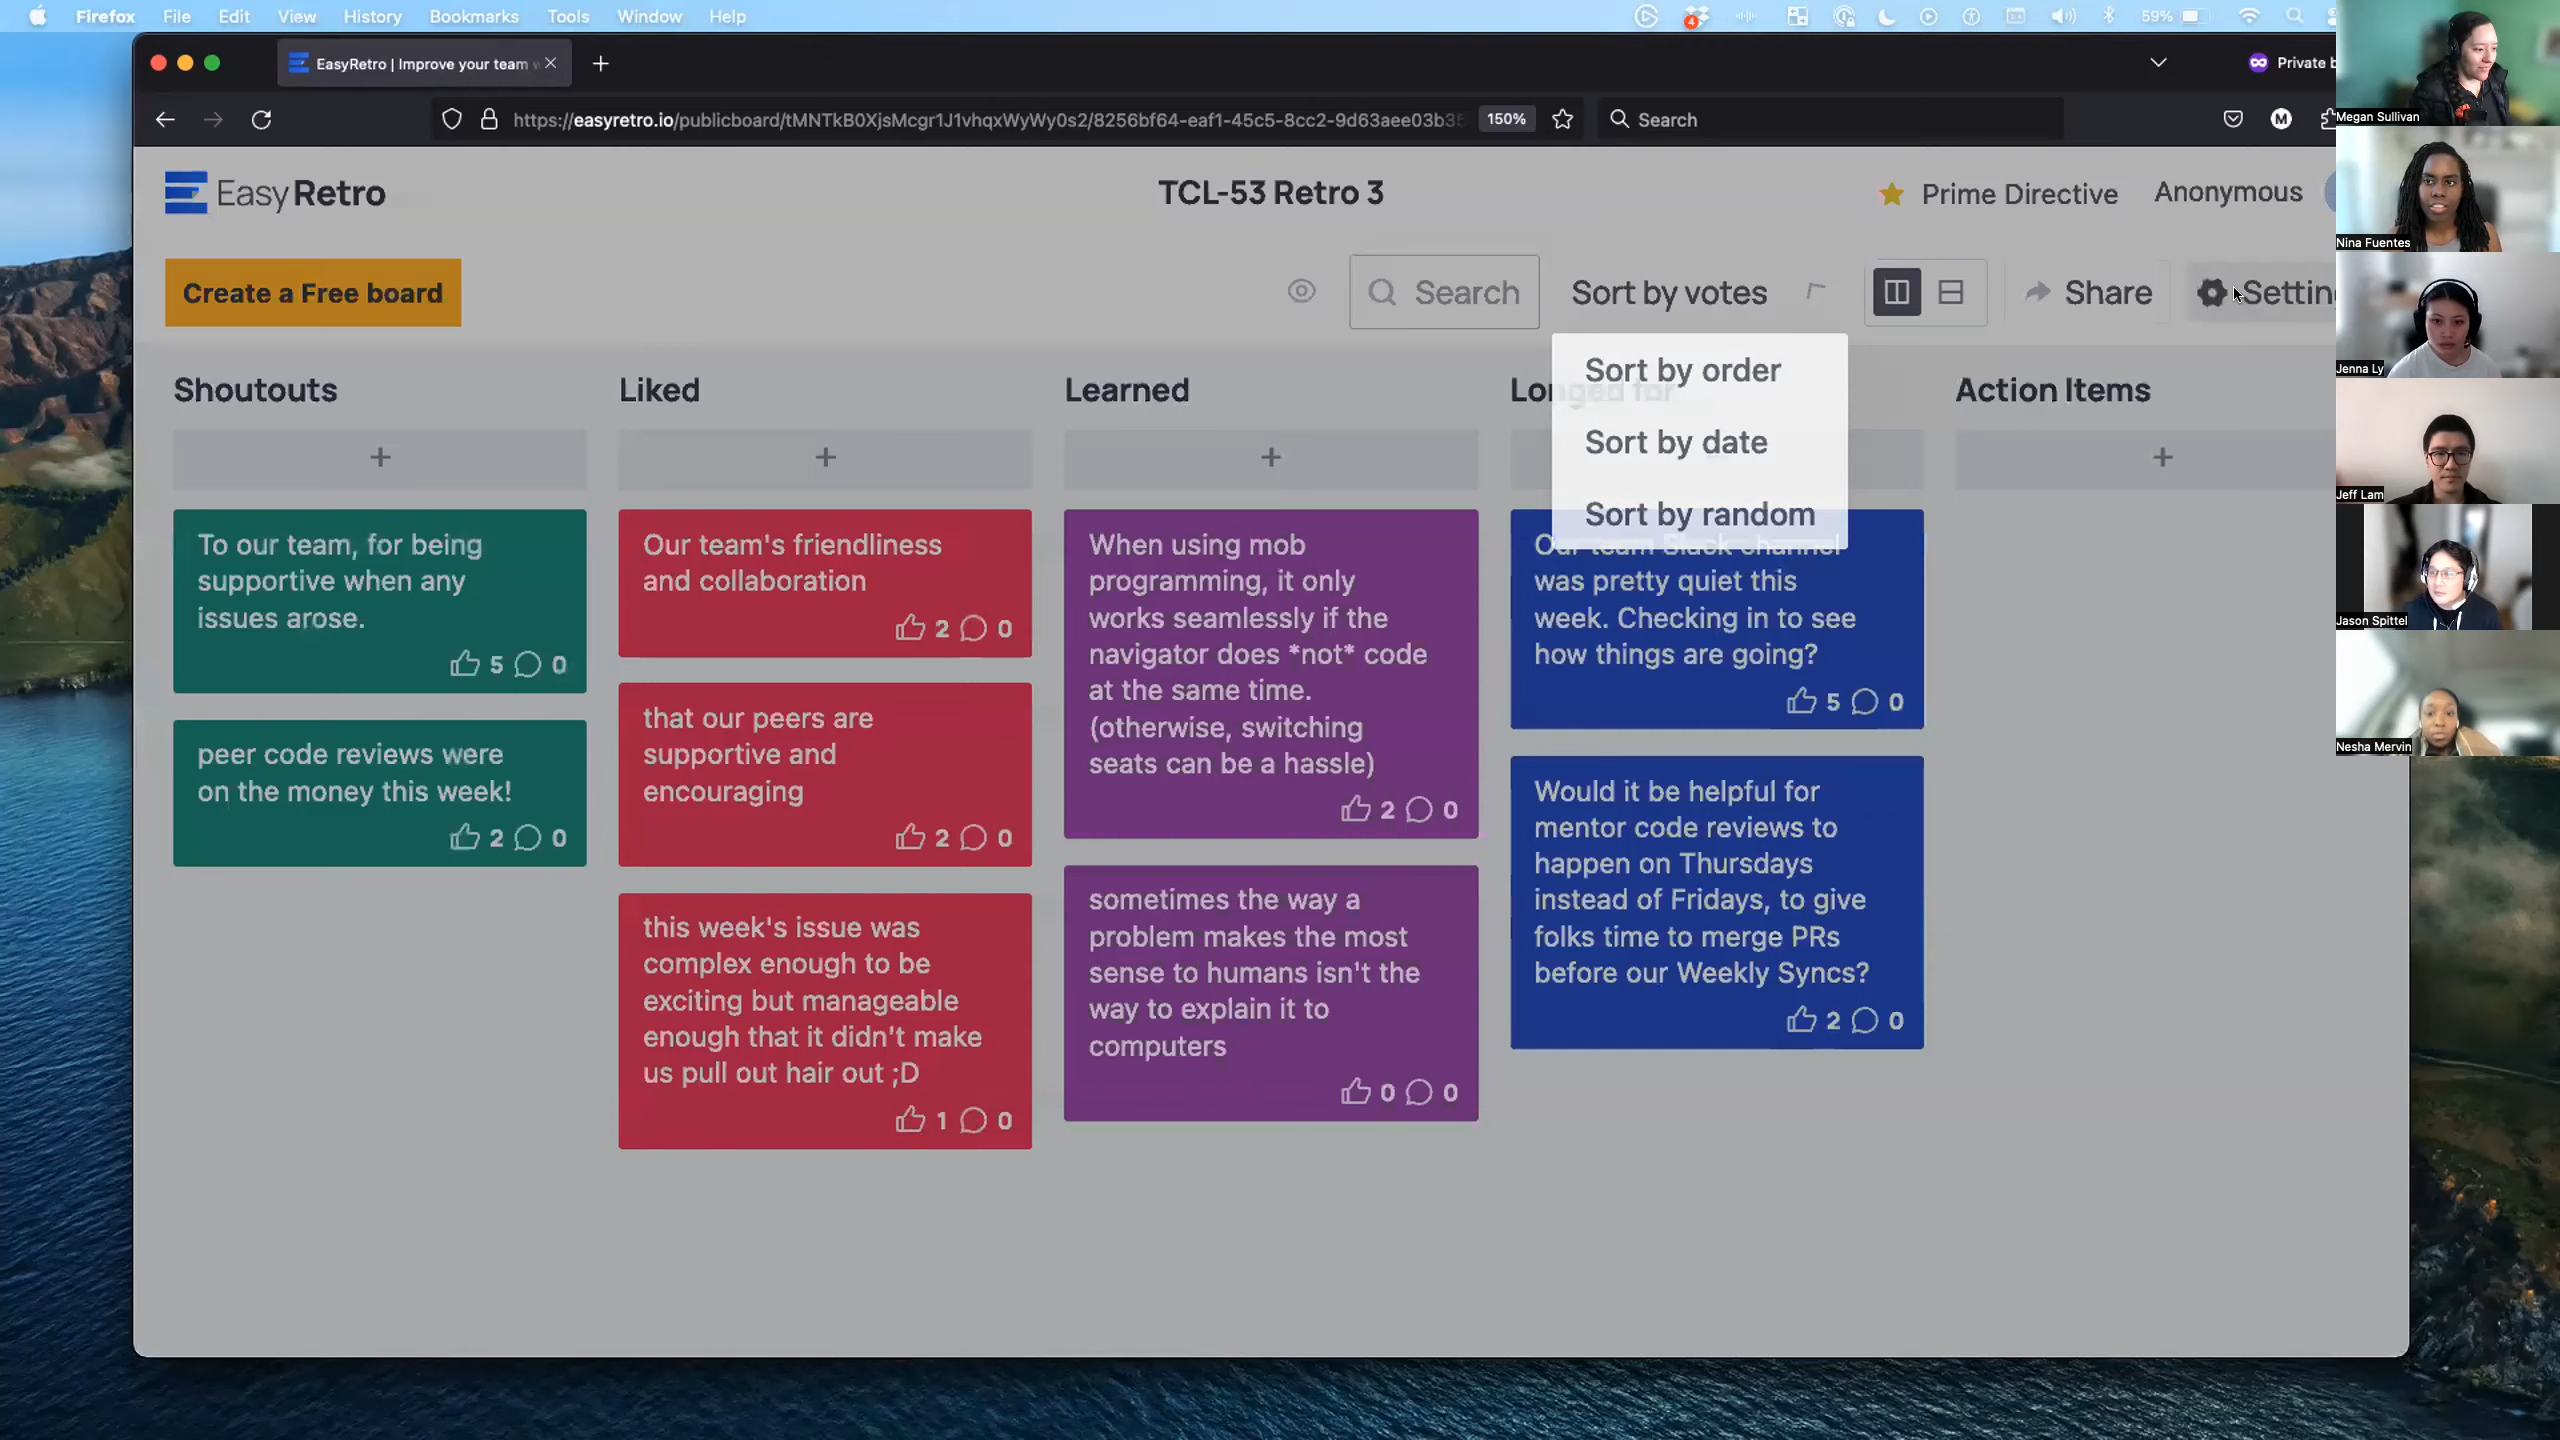 Firefox File Edit View History Bookmarks Tools Window Help
4
59%
EasyRetro | Improve your team
Private
https://easyretro.io/publicboard/tMNTkB0XjsMcgr1J1vhqxWyWy0s2/8256bf64-eaf1-45c5-8cc2-9d63aee03b35
150%
Search
M
EasyRetro
TCL-53 Retro 3
Prime Directive
Anonymous
Create a Free board
Search
Sort by votes
Share
Setting
Sort by order
Sort by date
Sort by random
Shoutouts
+
To our team, for being
supportive when any
issues arose.
5 0
peer code reviews were
on the money this week!
2 0
Liked
+
Our team's friendliness
and collaboration
2 0
that our peers are
supportive and
encouraging
2 0
this week's issue was
complex enough to be
exciting but manageable
enough that it didn't make
us pull out hair out ;D
1 0
Learned
+
When using mob
programming, it only
works seamlessly if the
navigator does *not* code
at the same time.
(otherwise, switching
seats can be a hassle)
2 0
sometimes the way a
problem makes the most
sense to humans isn't the
way to explain it to
computers
0 0
Longed for
Our team Slack channel
was pretty quiet this
week. Checking in to see
how things are going?
5 0
Would it be helpful for
mentor code reviews to
happen on Thursdays
instead of Fridays, to give
folks time to merge PRs
before our Weekly Syncs?
2 0
Action Items
+
Megan Sullivan
Nina Fuentes
Jenna Ly
Jeff Lam
Jason Spittel
Nesha Mervin